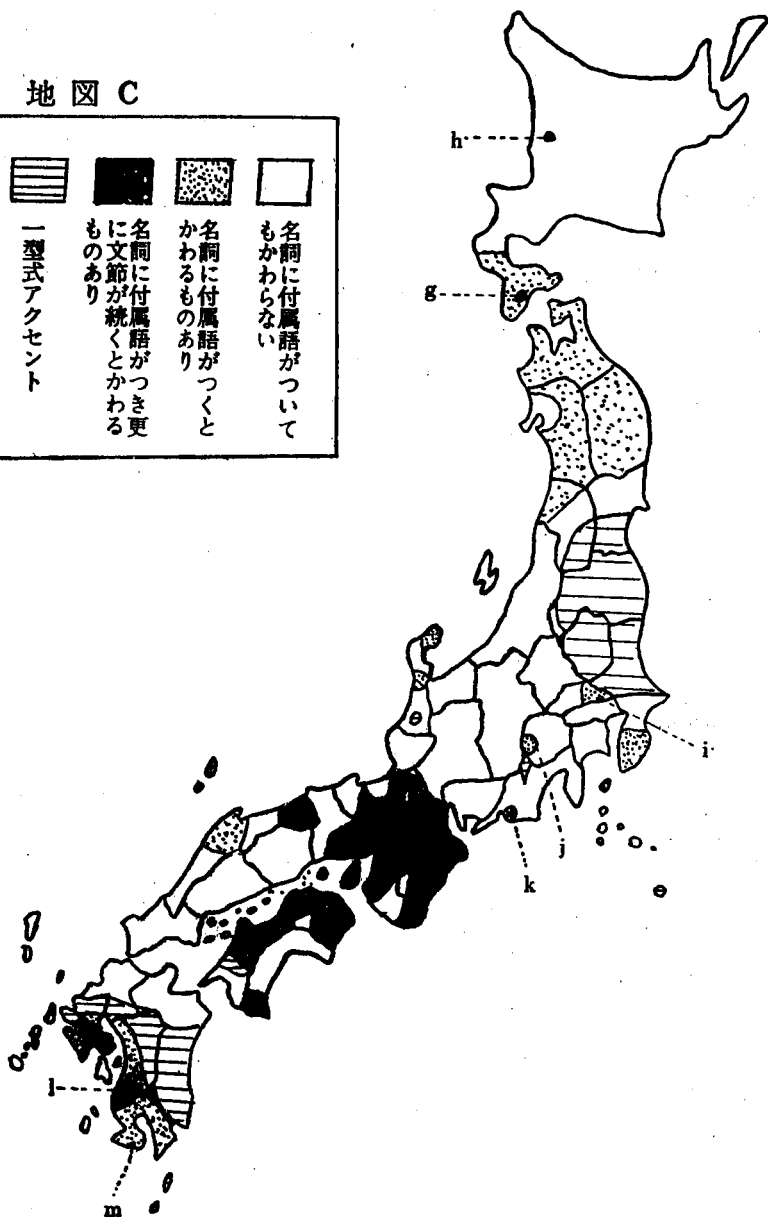 地図C
名詞に付属語がついて
もかわらない
名詞に付属語がつくと
かわるものあり
名詞に付属語がつき更
に文節が続くとかわる
ものあり
一型式アクセント
h
g
i
j
k
l
m